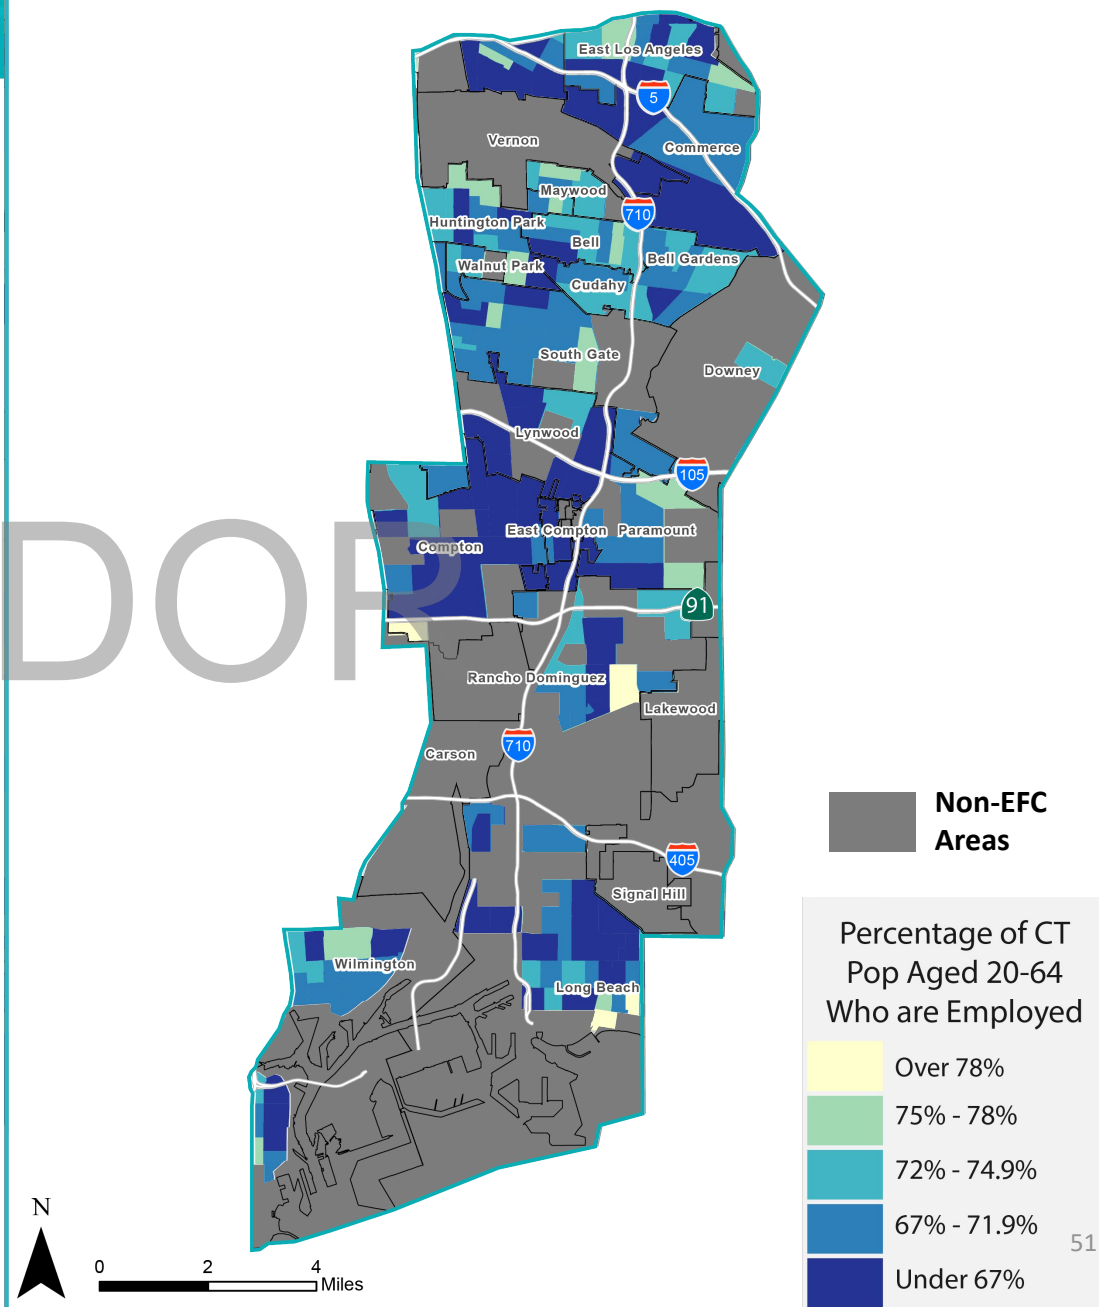 East Los Angeles
5
Vernon
Commerce
Maywood
710
Huntington Park
Bell
Bell Gardens
Walnut Park
Cudahy
South Gate
Downey
Lynwood
105
DOR
East Compton
Paramount
Compton
91
Rancho Dominguez
Lakewood
710
Carson
Non-EFC
Areas
405
Signal Hill
Wilmington
Long Beach
Percentage of CT
Pop Aged 20-64
Who are Employed
Over 78%
75% - 78%
72% - 74.9%
67% - 71.9%
Under 67%
51
N
0 2 4
Miles